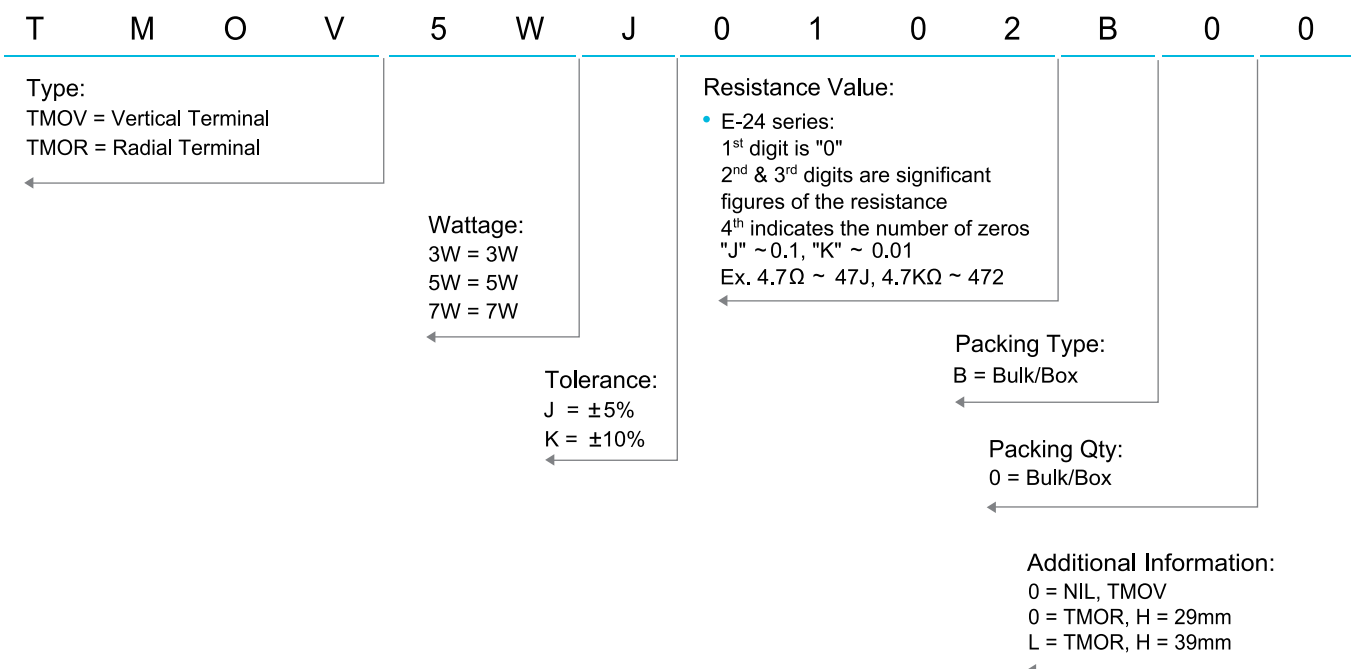 T M O V 5 W J 0 1 0 2 B 0 0
Type:
TMOV = Vertical Terminal
TMOR = Radial Terminal
Wattage:
3W = 3W
5W = 5W
7W = 7W
Tolerance:
J = ±5%
K = ±10%
Resistance Value:
• E-24 series:
1st digit is "0"
2nd & 3rd digits are significant
figures of the resistance
4th indicates the number of zeros
"J" ~ 0.1, "K" ~ 0.01
Ex. 4.7Ω ~ 47J, 4.7KΩ ~ 472
Packing Type:
B = Bulk/Box
Packing Qty:
0 = Bulk/Box
Additional Information:
0 = NIL, TMOV
0 = TMOR, H = 29mm
L = TMOR, H = 39mm